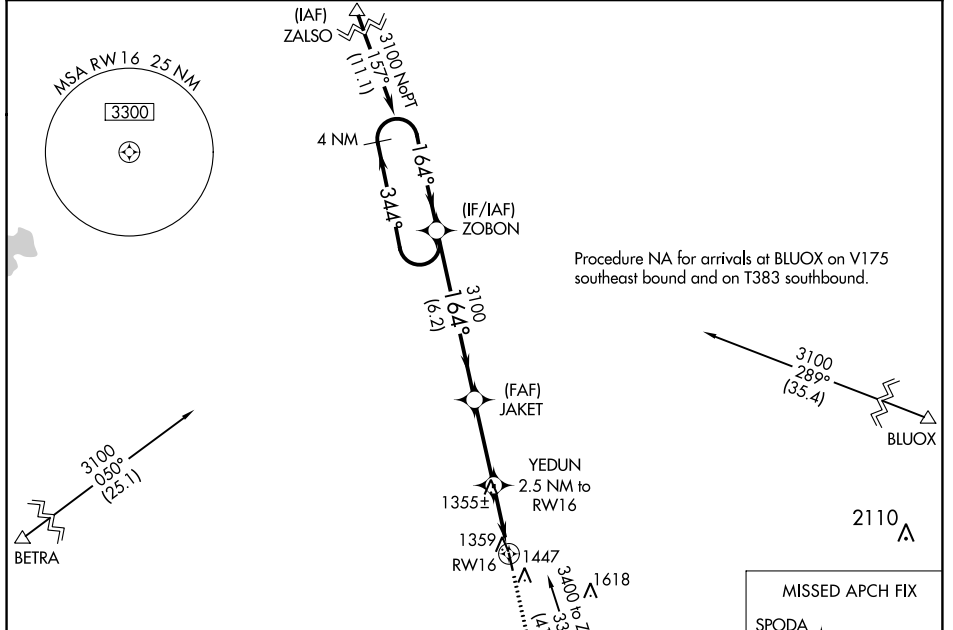 (IAF)
ZALSO
3100 NoPT
157°
(11.1)
MSA RW16 25 NM
3300
4 NM
164°
344°
(IF/IAF)
ZOBON
Procedure NA for arrivals at BLUOX on V175
southeast bound and on T383 southbound.
3100
164°
(6.2)
3100
289°
(35.4)
BLUOX
(FAF)
JAKET
3100
050°
(25.1)
BETRA
YEDUN
2.5 NM to
RW16
1355±
2110
1359
RW16
1447
1618
3400 to
MISSED APCH FIX
SPODA